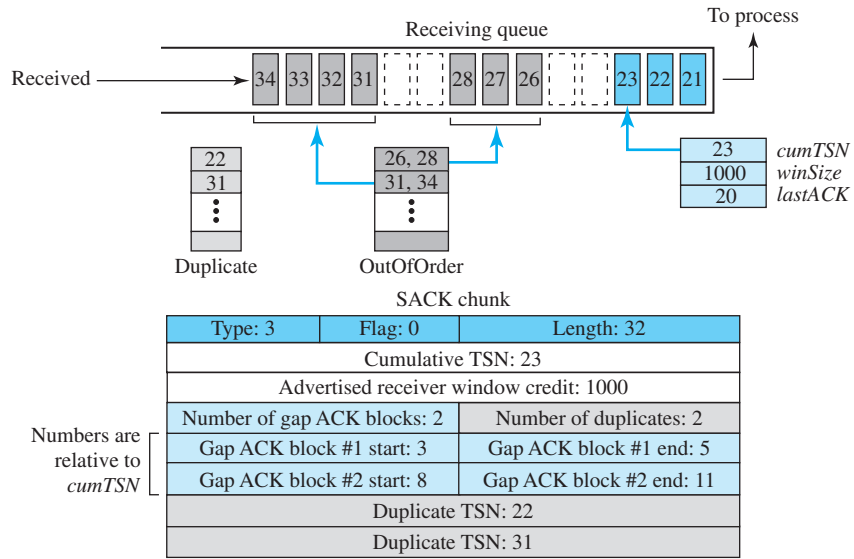 To process
Receiving queue
Received
34 33 32 31 28 27 26 23 22 21
22
31
Duplicate
26, 28
31, 34
OutOfOrder
23 cumTSN
1000 winSize
20 lastACK
SACK chunk
Type: 3 Flag: 0 Length: 32
Cumulative TSN: 23
Advertised receiver window credit: 1000
Number of gap ACK blocks: 2 Number of duplicates: 2
Numbers are
relative to
cumTSN
Gap ACK block #1 start: 3 Gap ACK block #1 end: 5
Gap ACK block #2 start: 8 Gap ACK block #2 end: 11
Duplicate TSN: 22
Duplicate TSN: 31